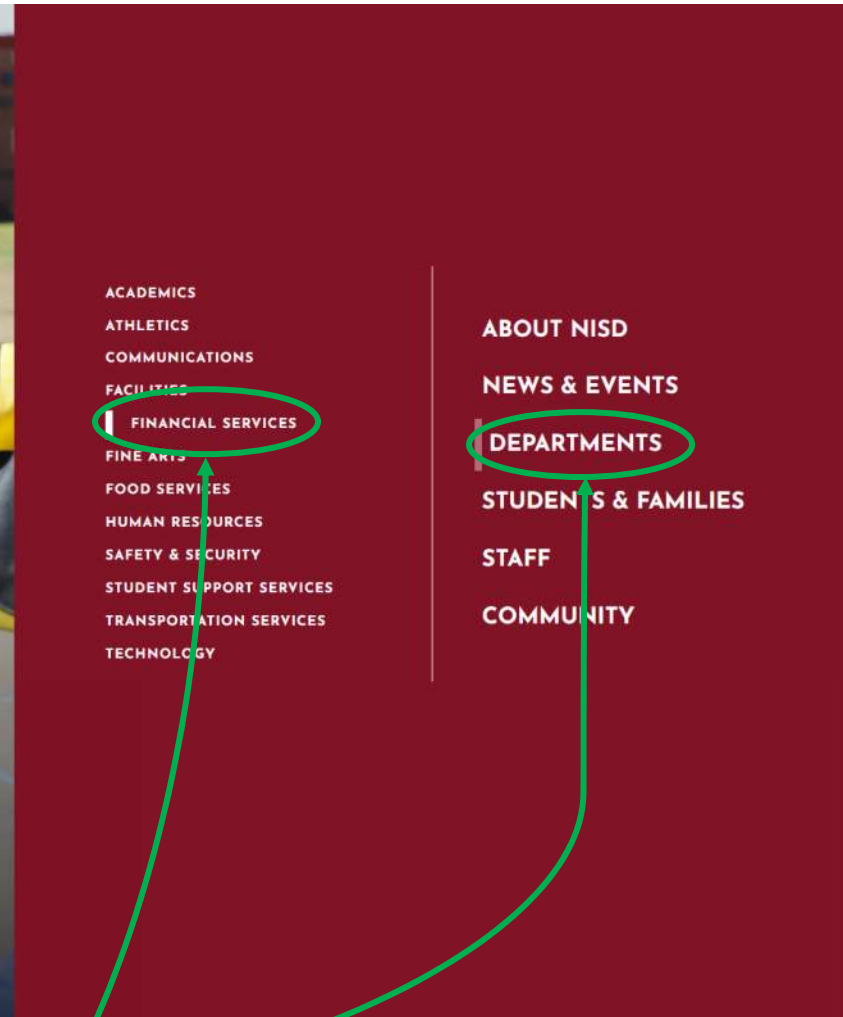 ACADEMICS
ATHLETICS
COMMUNICATIONS
FACILITIES
FINANCIAL SERVICES
FINE ARTS
FOOD SERVICES
HUMAN RESOURCES
SAFETY & SECURITY
STUDENT SUPPORT SERVICES
TRANSPORTATION SERVICES
TECHNOLOGY
ABOUT NISD
NEWS & EVENTS
DEPARTMENTS
STUDENTS & FAMILIES
STAFF
COMMUNITY